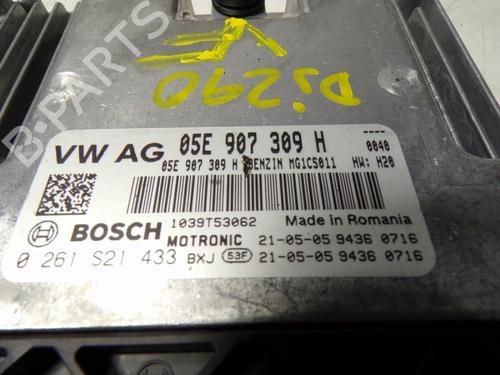 DJ290
B-PARTS
VW AG 05E 907 309 H 0040
05E 907 309 H BENZIN MG1CS011 HW: H20
BOSCH 1039T53062 Made in Romania
MOTRONIC 21-05-05 9436 0716
0 261 S21 433 BXJ 53F 21-05-05 9436 0716